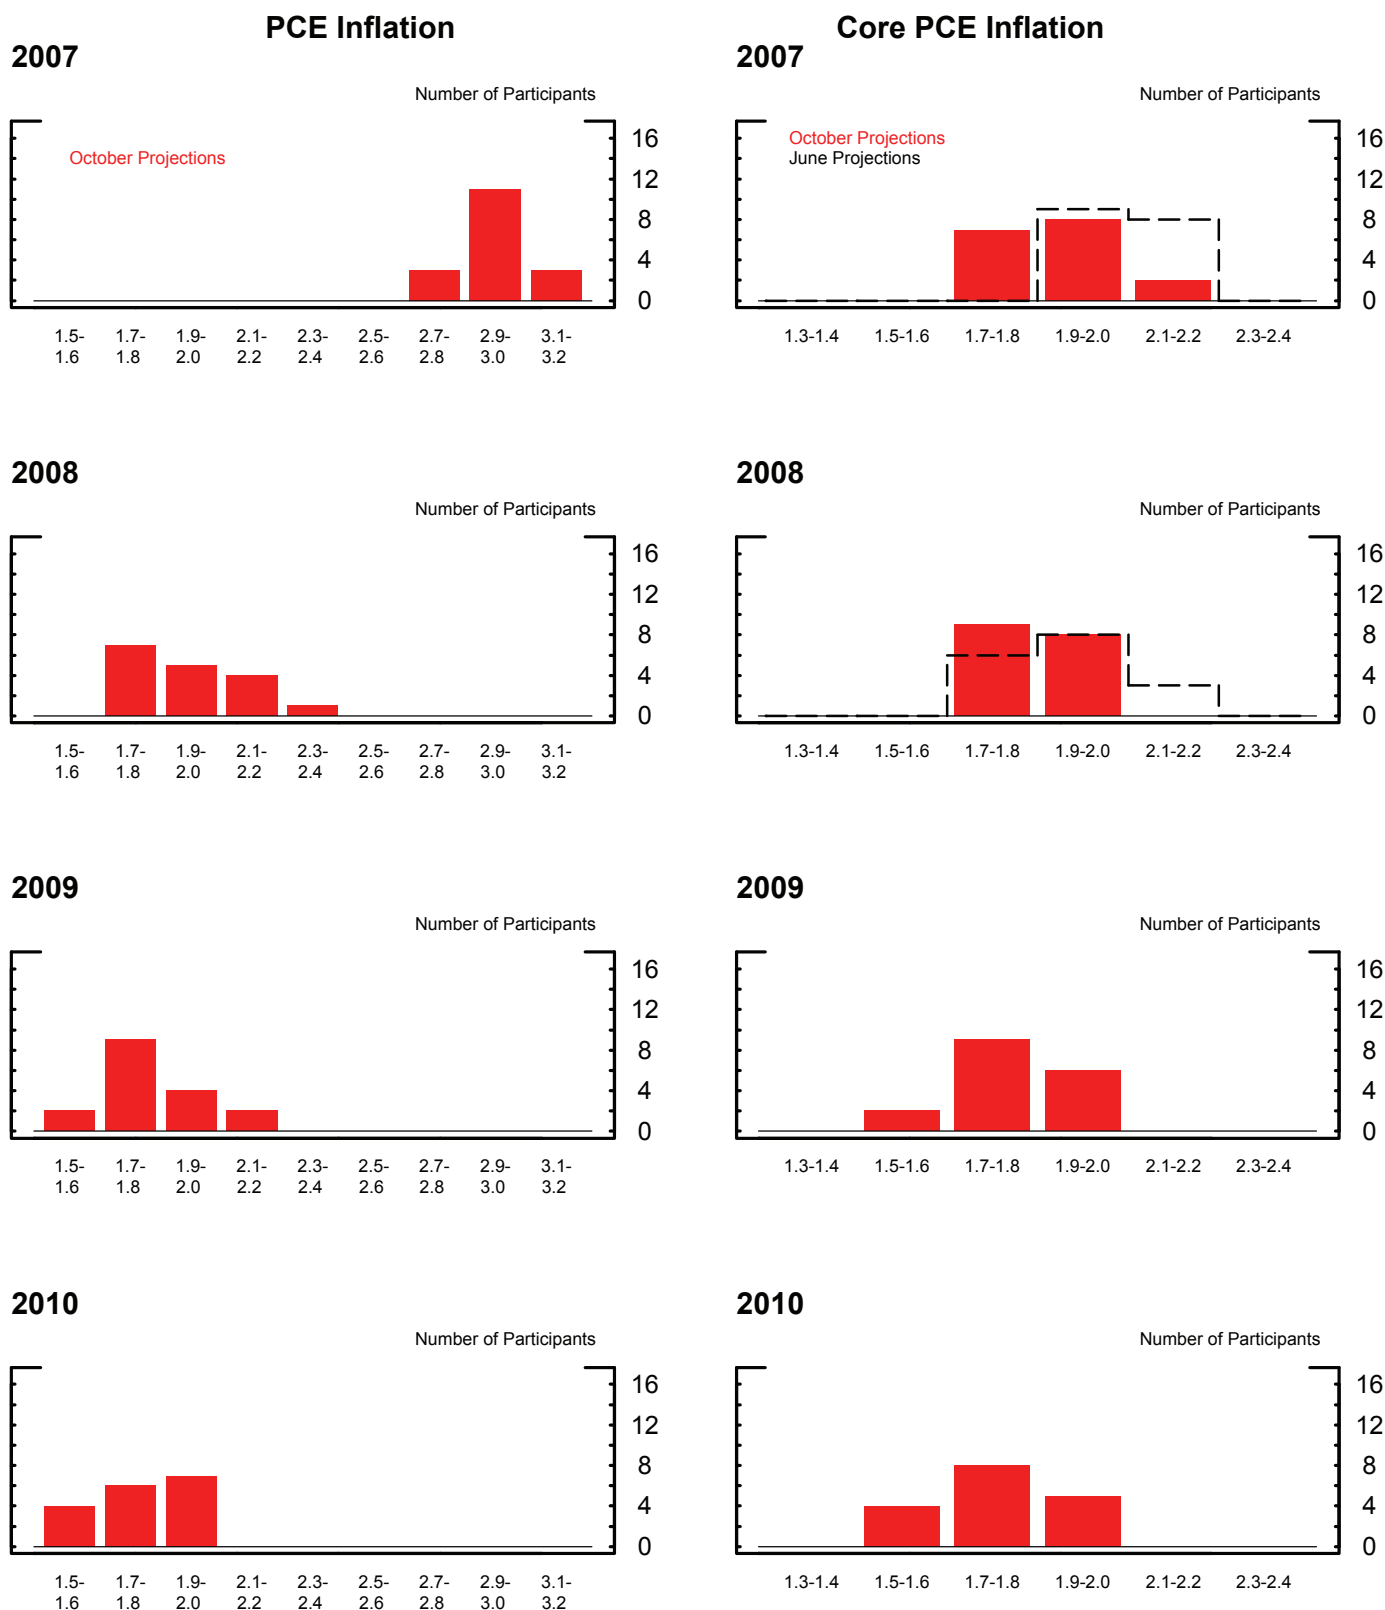 PCE Inflation
2007
Number of Participants
October Projections
16
12
8
4
0
1.5- 1.7- 1.9- 2.1- 2.3- 2.5- 2.7- 2.9- 3.1-
1.6 1.8 2.0 2.2 2.4 2.6 2.8 3.0 3.2
Core PCE Inflation
2007
Number of Participants
October Projections
June Projections
16
12
8
4
0
1.3-1.4 1.5-1.6 1.7-1.8 1.9-2.0 2.1-2.2 2.3-2.4
2008
Number of Participants
16
12
8
4
0
1.5- 1.7- 1.9- 2.1- 2.3- 2.5- 2.7- 2.9- 3.1-
1.6 1.8 2.0 2.2 2.4 2.6 2.8 3.0 3.2
2008
Number of Participants
16
12
8
4
0
1.3-1.4 1.5-1.6 1.7-1.8 1.9-2.0 2.1-2.2 2.3-2.4
2009
Number of Participants
16
12
8
4
0
1.5- 1.7- 1.9- 2.1- 2.3- 2.5- 2.7- 2.9- 3.1-
1.6 1.8 2.0 2.2 2.4 2.6 2.8 3.0 3.2
2009
Number of Participants
16
12
8
4
0
1.3-1.4 1.5-1.6 1.7-1.8 1.9-2.0 2.1-2.2 2.3-2.4
2010
Number of Participants
16
12
8
4
0
1.5- 1.7- 1.9- 2.1- 2.3- 2.5- 2.7- 2.9- 3.1-
1.6 1.8 2.0 2.2 2.4 2.6 2.8 3.0 3.2
2010
Number of Participants
16
12
8
4
0
1.3-1.4 1.5-1.6 1.7-1.8 1.9-2.0 2.1-2.2 2.3-2.4